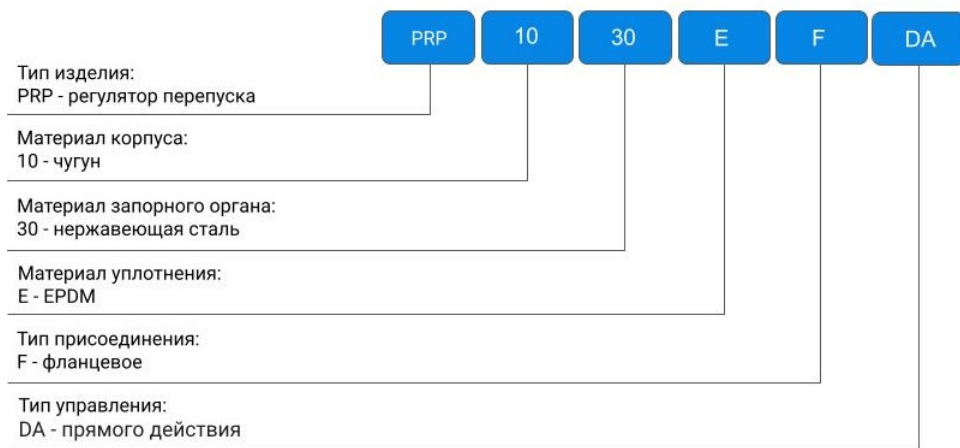 PRP 10 30 E F DA
Тип изделия:
PRP - регулятор перепуска
Материал корпуса:
10 - чугун
Материал запорного органа:
30 - нержавеющая сталь
Материал уплотнения:
E - EPDM
Тип присоединения:
F - фланцевое
Тип управления:
DA - прямого действия